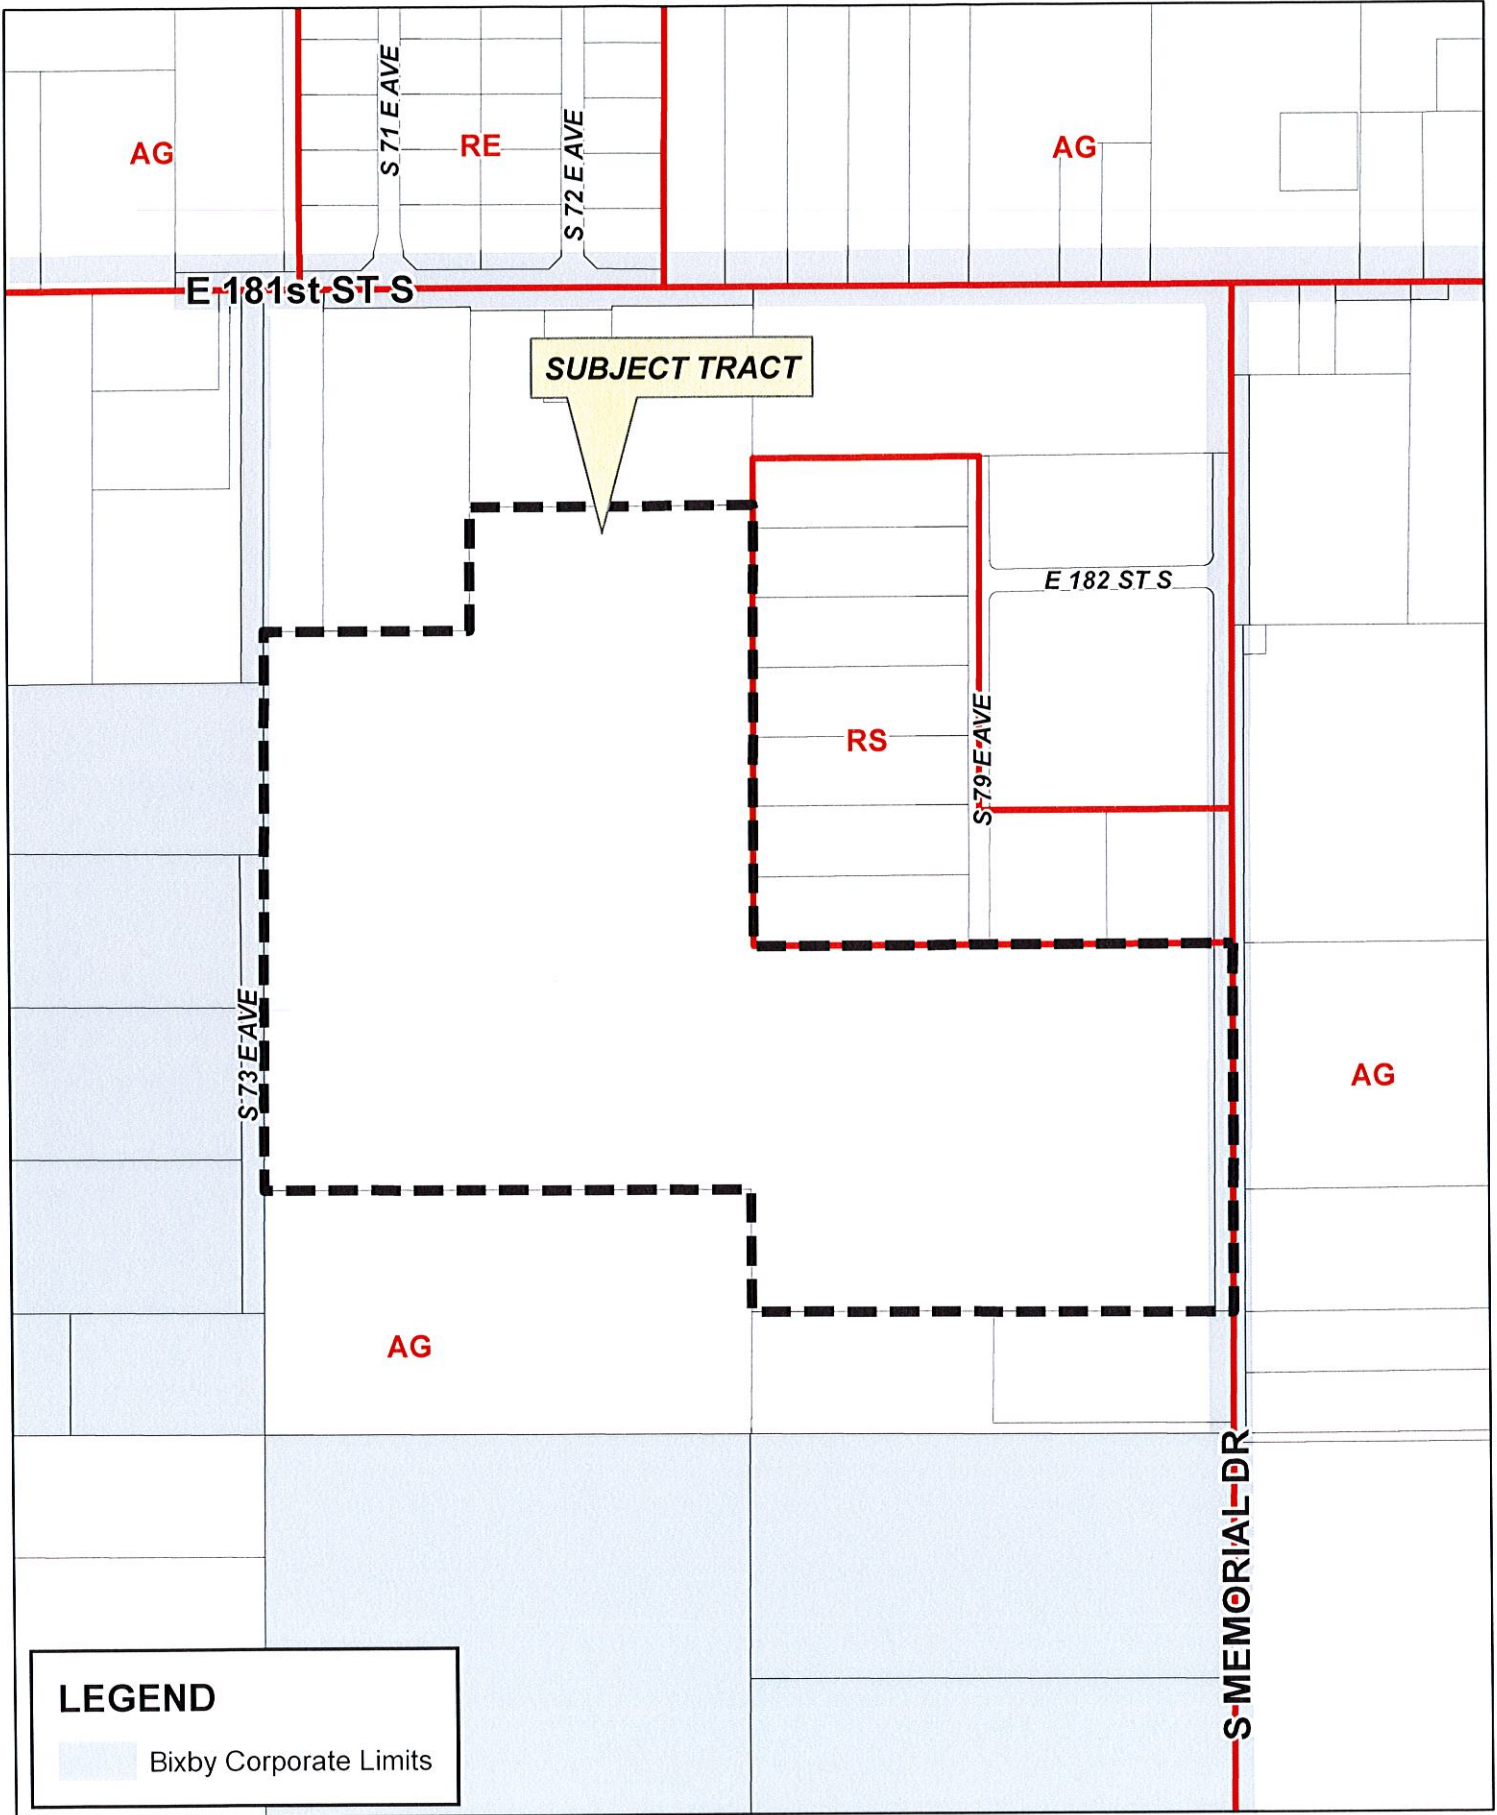 S 71 E AVE
S 72 E AVE
AG
RE
AG
E 181st ST S
SUBJECT TRACT
E 182 ST S
RS
S 79 E AVE
S 73 E AVE
AG
AG
S MEMORIAL DR
LEGEND
Bixby Corporate Limits